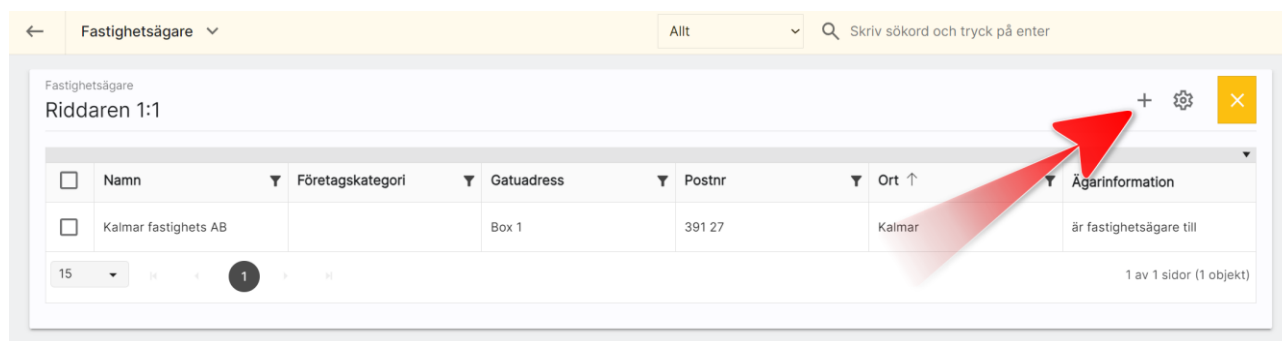 Fastighetsägare
Allt
Skriv sökord och tryck på enter
Fastighetsägare
Riddaren 1:1
Namn Företagskategori Gatuadress Postnr Ort Ägarinformation
Kalmar fastighets AB Box 1 391 27 Kalmar är fastighetsägare till
15 1 1 av 1 sidor (1 objekt)